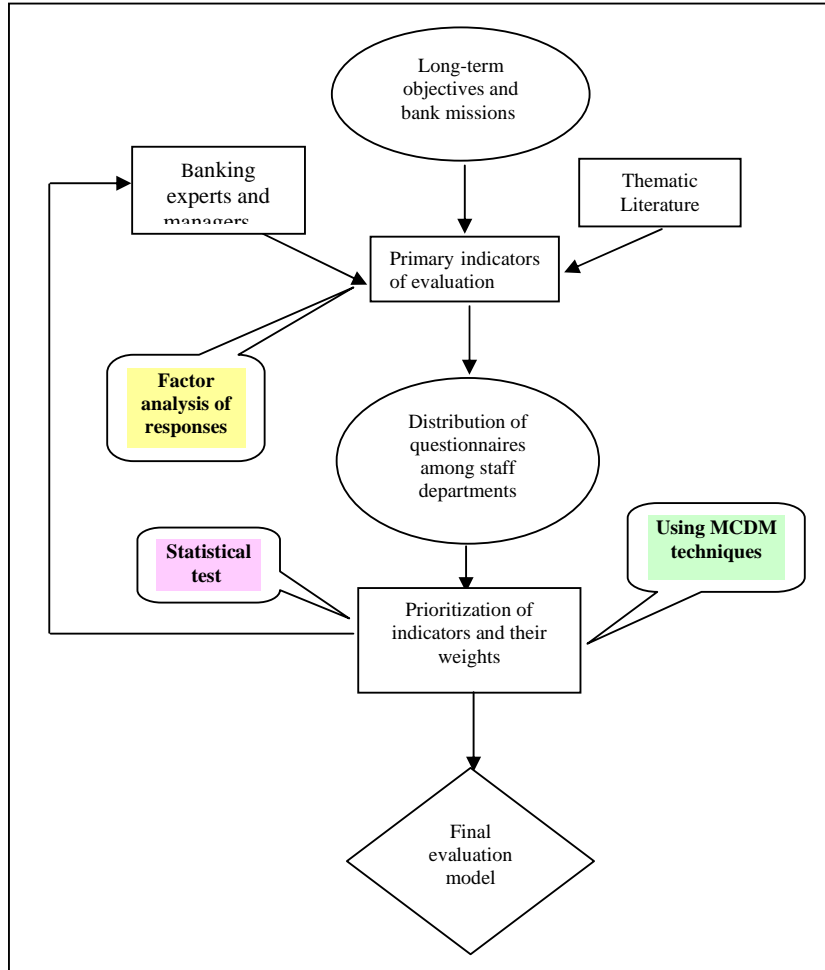 Long-term
objectives and
bank missions
Banking
experts and
managers
Thematic
Literature
Primary indicators
of evaluation
Factor
analysis of
responses
Distribution of
questionnaires
among staff
departments
Using MCDM
techniques
Statistical
test
Prioritization of
indicators and their
weights
Final
evaluation
model